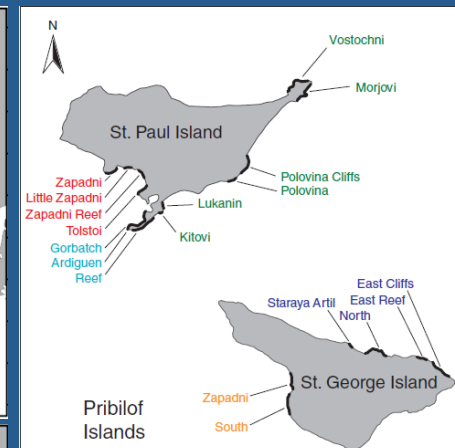 N
Vostochni
Morjovi
St. Paul Island
Polovina Cliffs
Polovina
Zapadni
Little Zapadni
Zapadni Reef
Tolstoi
Gorbatch
Ardiguen
Reef
Lukanin
Kitovi
East Cliffs
East Reef
Staraya Artil
North
St. George Island
Zapadni
South
Pribilof
Islands